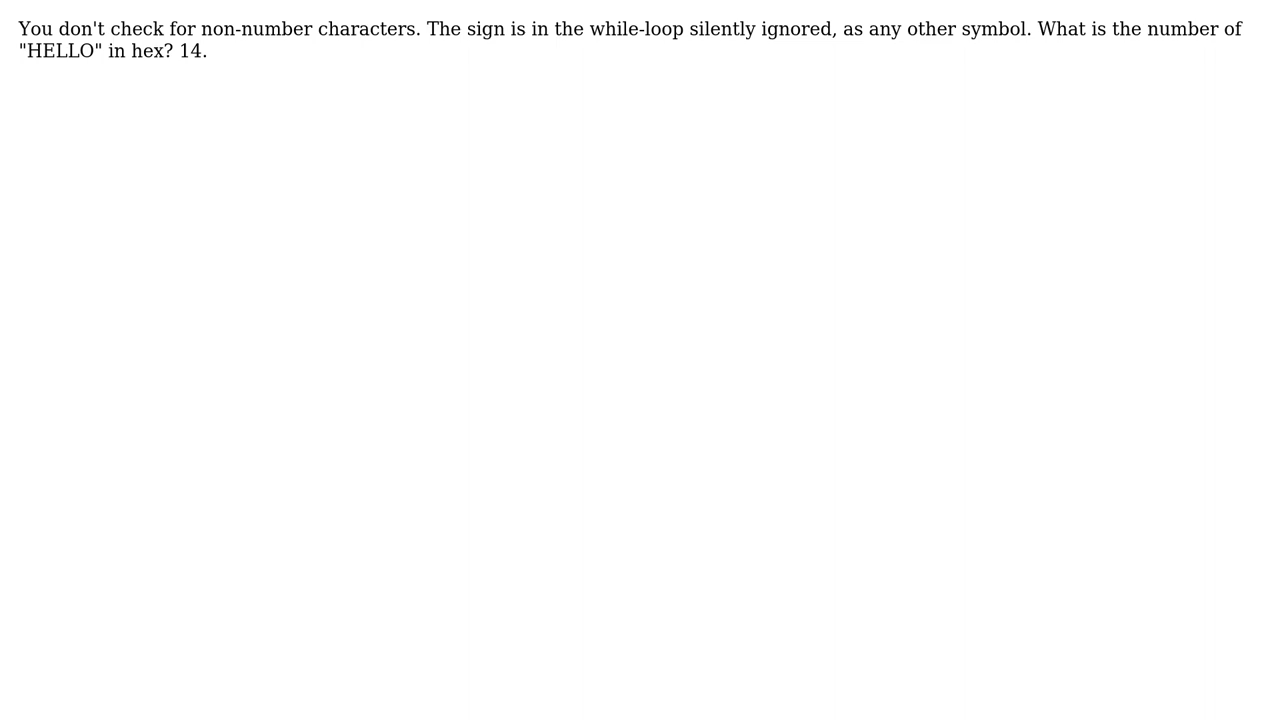 You don't check for non-number characters. The sign is in the while-loop silently ignored, as any other symbol. What is the number of
"HELLO" in hex? 14.